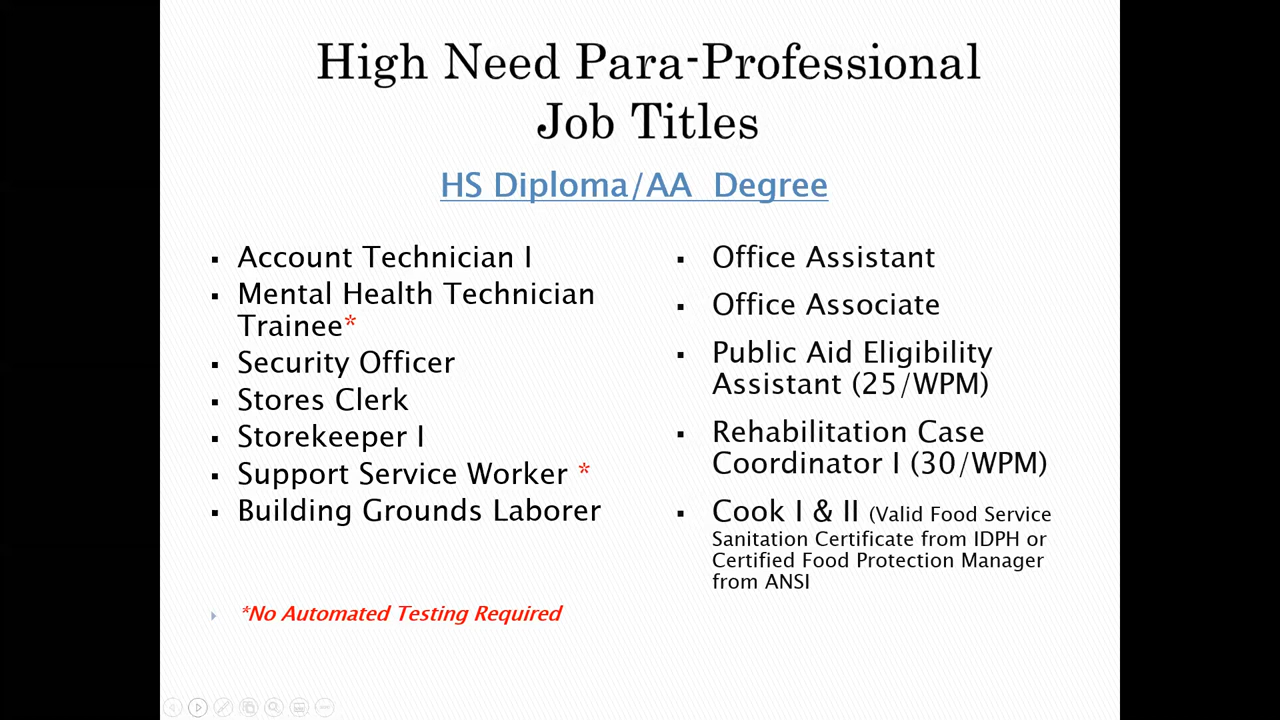 High Need Para-Professional
Job Titles
HS Diploma/AA  Degree
▪ Account Technician I
▪ Mental Health Technician
Trainee*
▪ Security Officer
▪ Stores Clerk
▪ Storekeeper I
▪ Support Service Worker *
▪ Building Grounds Laborer
*No Automated Testing Required
▪ Office Assistant
▪ Office Associate
▪ Public Aid Eligibility
Assistant (25/WPM)
▪ Rehabilitation Case
Coordinator I (30/WPM)
▪ Cook I & II (Valid Food Service
Sanitation Certificate from IDPH or
Certified Food Protection Manager
from ANSI